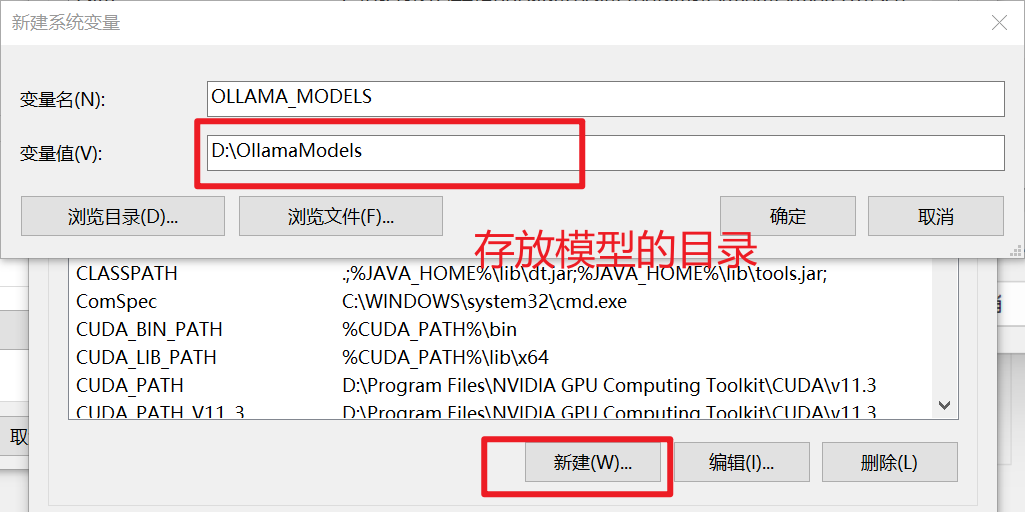 新建系统变量
变量名(N):
OLLAMA_MODELS
变量值(V):
D:\OllamaModels
浏览目录(D)...
浏览文件(F)...
确定
取消
存放模型的目录
CLASSPATH .;%JAVA_HOME%\lib\dt.jar;%JAVA_HOME%\lib\tools.jar;
ComSpec C:\WINDOWS\system32\cmd.exe
CUDA_BIN_PATH %CUDA_PATH%\bin
CUDA_LIB_PATH %CUDA_PATH%\lib\x64
CUDA_PATH D:\Program Files\NVIDIA GPU Computing Toolkit\CUDA\v11.3
CUDA_PATH_V11_3 D:\Program Files\NVIDIA GPU Computing Toolkit\CUDA\v11.3
取
新建(W)...
编辑(I)...
删除(L)